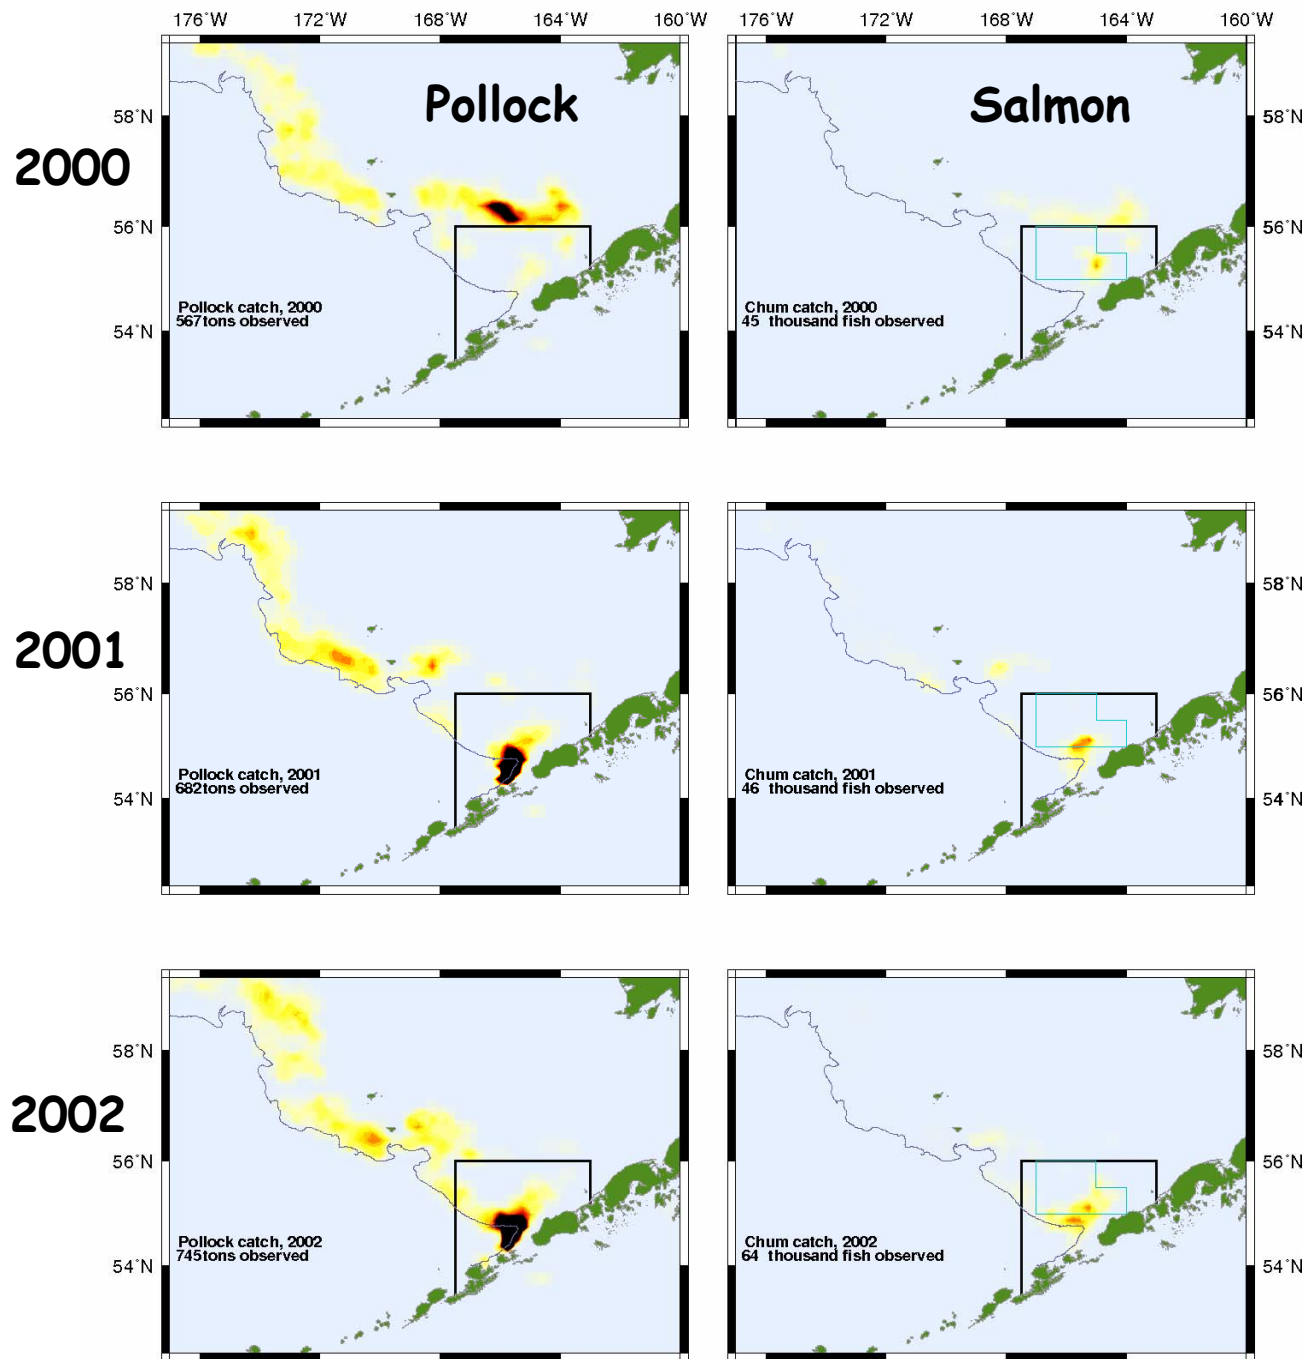 176˚W 172˚W 168˚W 164˚W 160˚W 176˚W 172˚W 168˚W 164˚W 160˚W
Pollock Salmon
58˚N 58˚N
2000
56˚N 56˚N
Pollock catch, 2000 Chum catch, 2000
567tons observed 45 thousand fish observed
54˚N 54˚N
58˚N 58˚N
2001
56˚N 56˚N
Pollock catch, 2001 Chum catch, 2001
682tons observed 46 thousand fish observed
54˚N 54˚N
58˚N 58˚N
2002
56˚N 56˚N
Pollock catch, 2002 Chum catch, 2002
745tons observed 64 thousand fish observed
54˚N 54˚N